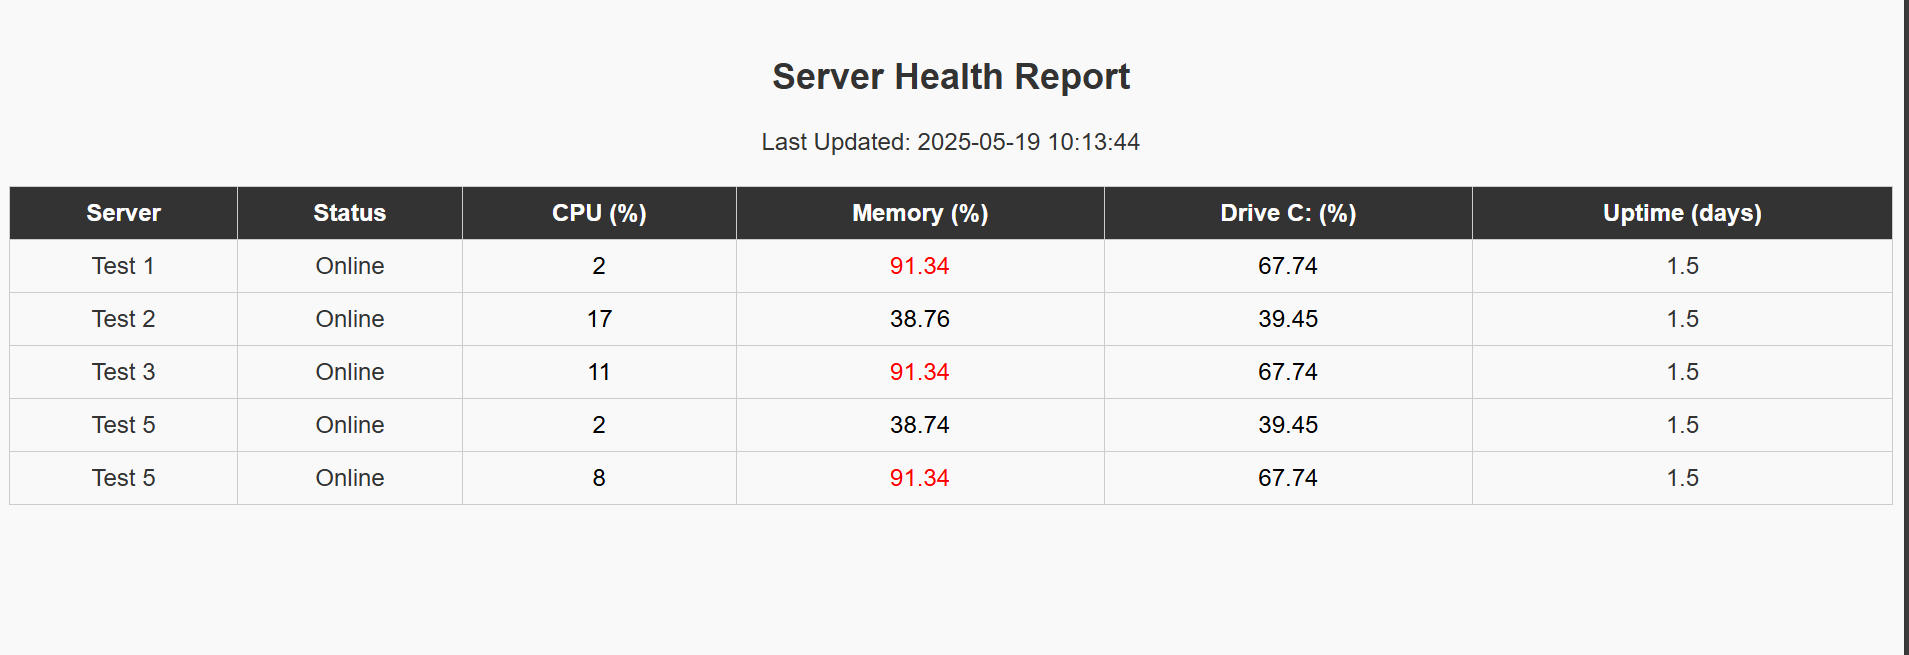 Server Health Report
Last Updated: 2025-05-19 10:13:44
Server Status CPU (%) Memory (%) Drive C: (%) Uptime (days)
Test 1 Online 2 91.34 67.74 1.5
Test 2 Online 17 38.76 39.45 1.5
Test 3 Online 11 91.34 67.74 1.5
Test 5 Online 2 38.74 39.45 1.5
Test 5 Online 8 91.34 67.74 1.5